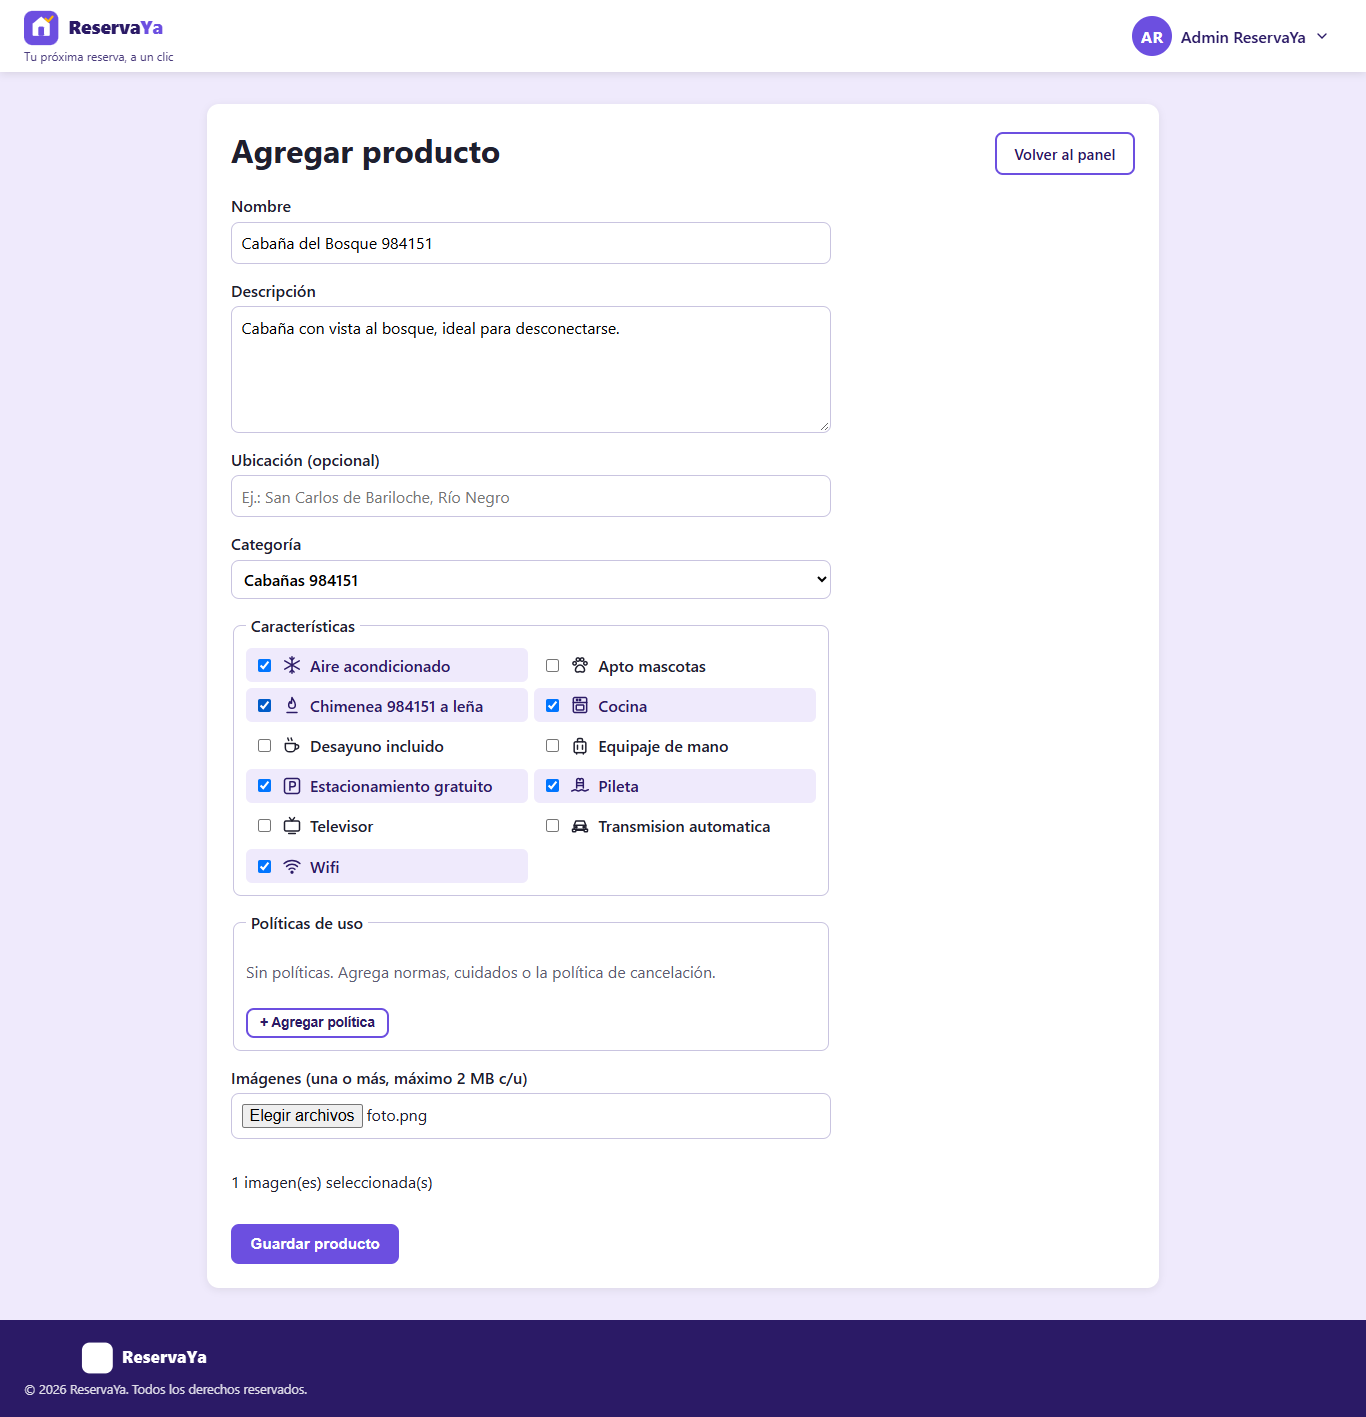 ReservaYa
Tu próxima reserva, a un clic
AR Admin ReservaYa
Agregar producto
Volver al panel
Nombre
Cabaña del Bosque 984151
Descripción
Cabaña con vista al bosque, ideal para desconectarse.
Ubicación (opcional)
Ej.: San Carlos de Bariloche, Río Negro
Categoría
Cabañas 984151
Características
Aire acondicionado
Apto mascotas
Chimenea 984151 a leña
Cocina
Desayuno incluido
Equipaje de mano
P Estacionamiento gratuito
Pileta
Televisor
Transmision automatica
Wifi
Políticas de uso
Sin políticas. Agrega normas, cuidados o la política de cancelación.
+ Agregar política
Imágenes (una o más, máximo 2 MB c/u)
Elegir archivos foto.png
1 imagen(es) seleccionada(s)
Guardar producto
ReservaYa
© 2026 ReservaYa. Todos los derechos reservados.